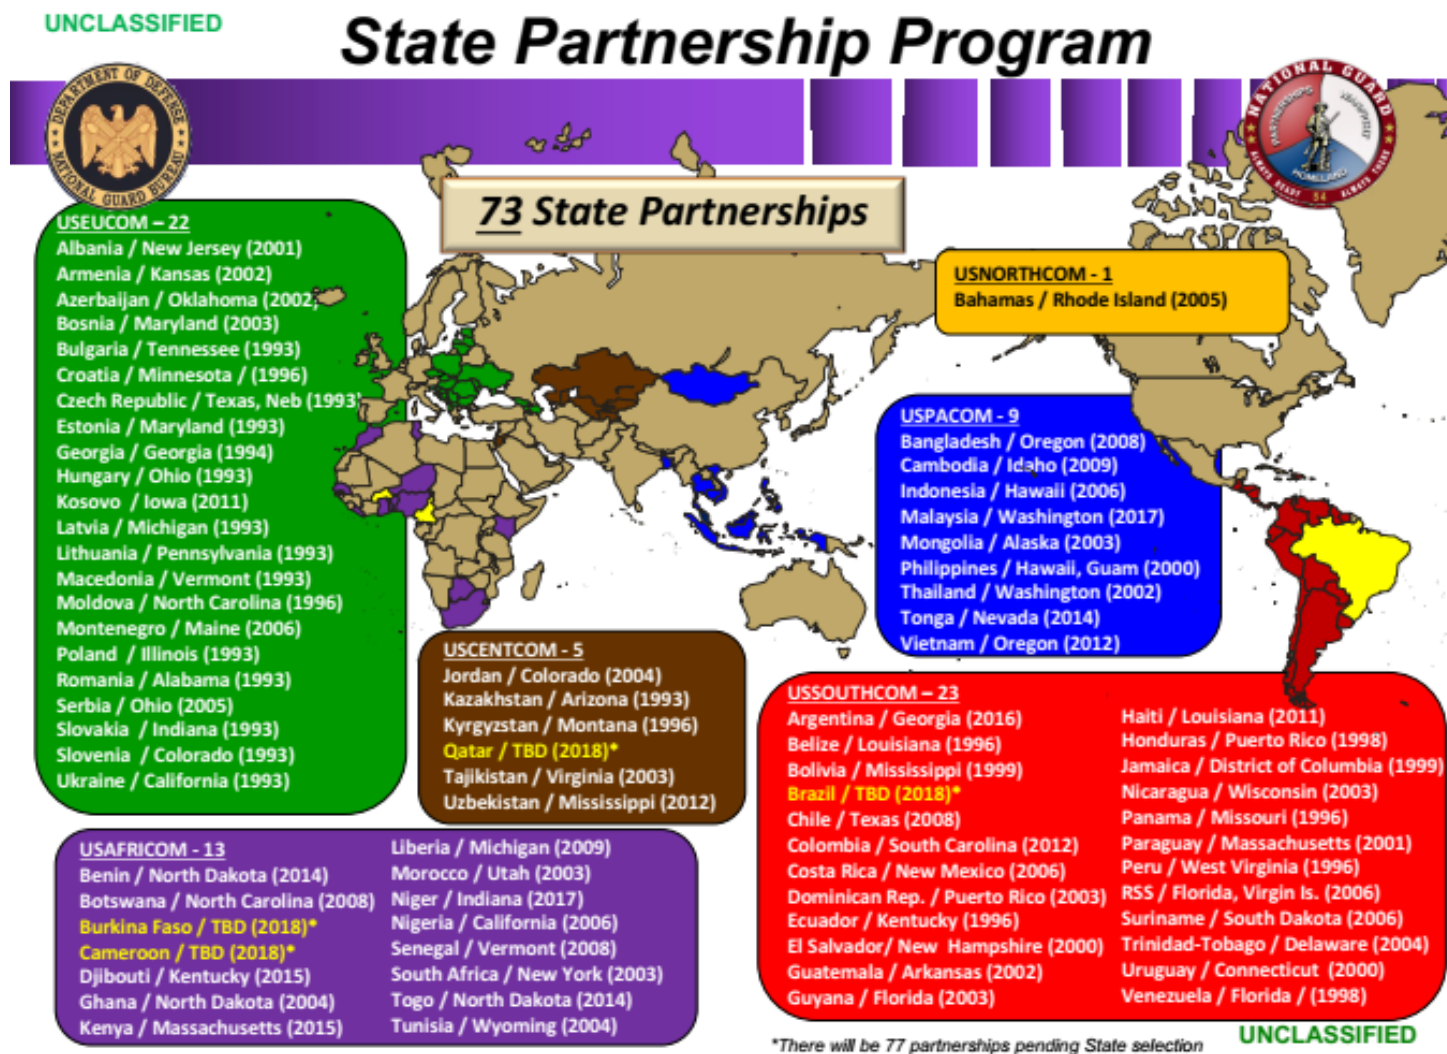 UNCLASSIFIED
State Partnership Program
DEPARTMENT OF DEFENSE
NATIONAL GUARD BUREAU
NATIONAL GUARD
PARTNERSHIPS
HOMELAND
ALWAYS READY 54 ALWAYS THERE
73 State Partnerships
USEUCOM – 22
Albania / New Jersey (2001)
Armenia / Kansas (2002)
Azerbaijan / Oklahoma (2002)
Bosnia / Maryland (2003)
Bulgaria / Tennessee (1993)
Croatia / Minnesota / (1996)
Czech Republic / Texas, Neb (1993)
Estonia / Maryland (1993)
Georgia / Georgia (1994)
Hungary / Ohio (1993)
Kosovo / Iowa (2011)
Latvia / Michigan (1993)
Lithuania / Pennsylvania (1993)
Macedonia / Vermont (1993)
Moldova / North Carolina (1996)
Montenegro / Maine (2006)
Poland / Illinois (1993)
Romania / Alabama (1993)
Serbia / Ohio (2005)
Slovakia / Indiana (1993)
Slovenia / Colorado (1993)
Ukraine / California (1993)
USNORTHCOM - 1
Bahamas / Rhode Island (2005)
USPACOM - 9
Bangladesh / Oregon (2008)
Cambodia / Idaho (2009)
Indonesia / Hawaii (2006)
Malaysia / Washington (2017)
Mongolia / Alaska (2003)
Philippines / Hawaii, Guam (2000)
Thailand / Washington (2002)
Tonga / Nevada (2014)
Vietnam / Oregon (2012)
USCENTCOM - 5
Jordan / Colorado (2004)
Kazakhstan / Arizona (1993)
Kyrgyzstan / Montana (1996)
Qatar / TBD (2018)*
Tajikistan / Virginia (2003)
Uzbekistan / Mississippi (2012)
USAFRICOM - 13
Benin / North Dakota (2014)
Botswana / North Carolina (2008)
Burkina Faso / TBD (2018)*
Cameroon / TBD (2018)*
Djibouti / Kentucky (2015)
Ghana / North Dakota (2004)
Kenya / Massachusetts (2015)
Liberia / Michigan (2009)
Morocco / Utah (2003)
Niger / Indiana (2017)
Nigeria / California (2006)
Senegal / Vermont (2008)
South Africa / New York (2003)
Togo / North Dakota (2014)
Tunisia / Wyoming (2004)
USSOUTHCOM – 23
Argentina / Georgia (2016)
Belize / Louisiana (1996)
Bolivia / Mississippi (1999)
Brazil / TBD (2018)*
Chile / Texas (2008)
Colombia / South Carolina (2012)
Costa Rica / New Mexico (2006)
Dominican Rep. / Puerto Rico (2003)
Ecuador / Kentucky (1996)
El Salvador/ New Hampshire (2000)
Guatemala / Arkansas (2002)
Guyana / Florida (2003)
Haiti / Louisiana (2011)
Honduras / Puerto Rico (1998)
Jamaica / District of Columbia (1999)
Nicaragua / Wisconsin (2003)
Panama / Missouri (1996)
Paraguay / Massachusetts (2001)
Peru / West Virginia (1996)
RSS / Florida, Virgin Is. (2006)
Suriname / South Dakota (2006)
Trinidad-Tobago / Delaware (2004)
Uruguay / Connecticut (2000)
Venezuela / Florida / (1998)
UNCLASSIFIED
*There will be 77 partnerships pending State selection